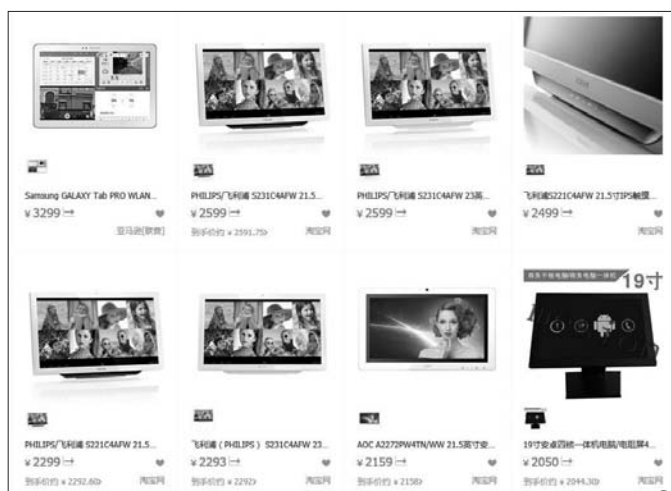 Samsung GALAXY Tab PRO WLAN...
¥3299
亚马逊[联营]
PHILIPS/飞利浦 S231C4AFW 21.5...
¥2599
到手价约 ¥2591.75
淘宝网
PHILIPS/飞利浦 S231C4AFW 23英...
¥2599
淘宝网
飞利浦S221C4AFW 21.5寸IPS触摸...
¥2499
淘宝网
19寸
PHILIPS/飞利浦 S221C4AFW 21.5...
¥2299
到手价约 ¥2292.60
淘宝网
飞利浦（PHILIPS） S231C4AFW 23...
¥2293
到手价约 ¥2292
淘宝网
AOC A2272PW4TN/WW 21.5英寸安...
¥2159
到手价约 ¥2158
淘宝网
19寸安卓四核一体机电脑/电阻屏4...
¥2050
到手价约 ¥2044.30
淘宝网